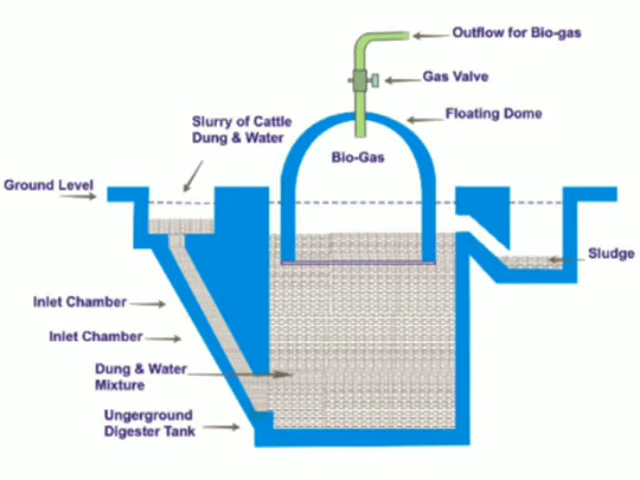 Outflow for Bio-gas
Gas Valve
Floating Dome
Slurry of Cattle
Dung & Water
Bio-Gas
Ground Level
Sludge
Inlet Chamber
Inlet Chamber
Dung & Water
Mixture
Ungerground
Digester Tank